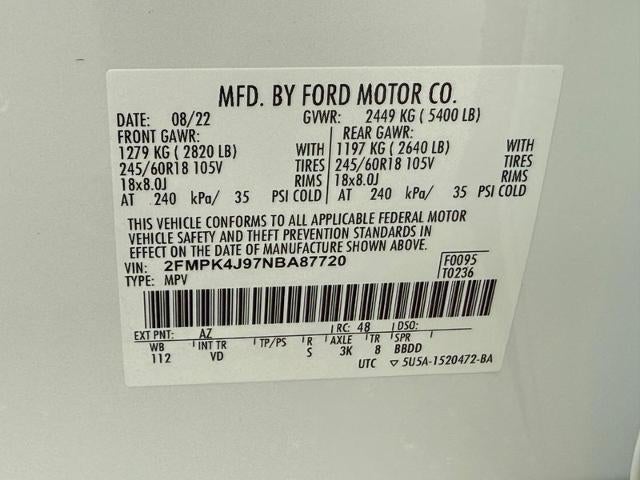 MFD. BY FORD MOTOR CO.
DATE: 08/22 GVWR: 2449 KG ( 5400 LB)
FRONT GAWR: REAR GAWR:
1279 KG ( 2820 LB) WITH 1197 KG ( 2640 LB) WITH
245/60R18 105V TIRES 245/60R18 105V TIRES
18x8.0J RIMS 18x8.0J RIMS
AT 240 kPa/ 35 PSI COLD AT 240 kPa/ 35 PSI COLD
THIS VEHICLE CONFORMS TO ALL APPLICABLE FEDERAL MOTOR
VEHICLE SAFETY AND THEFT PREVENTION STANDARDS IN
EFFECT ON THE DATE OF MANUFACTURE SHOWN ABOVE.
VIN: 2FMPK4J97NBA87720 F0095
TYPE: MPV T0236
EXT PNT: AZ RC: 48 DSO:
WB INT TR TP/PS R AXLE TR SPR
112 VD S 3K 8 BBDD
UTC ▽ 5U5A-1520472-BA